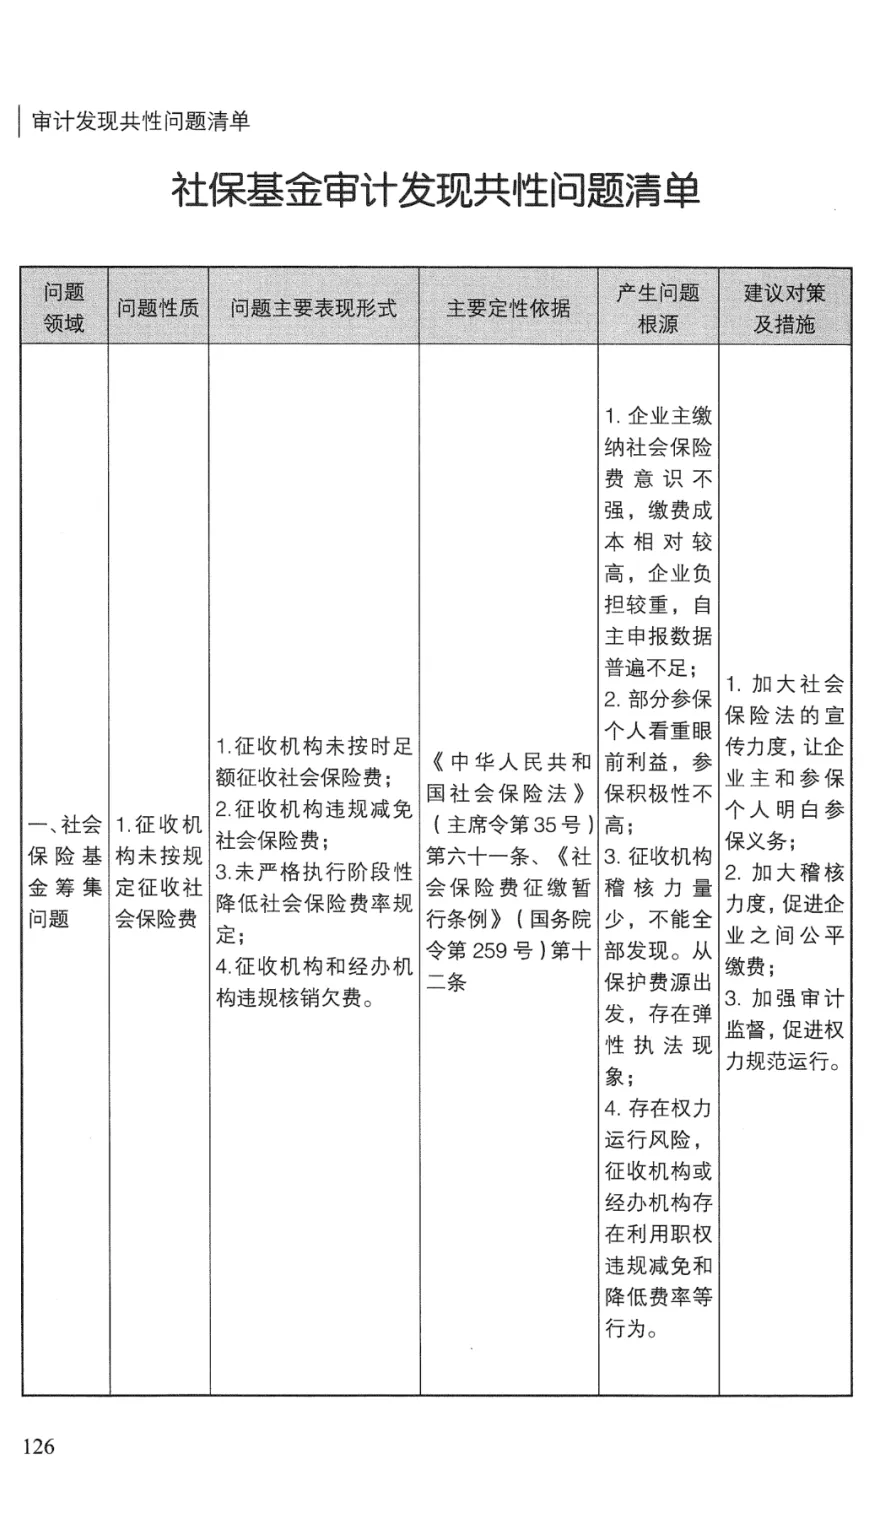 审计发现共性问题清单
社保基金审计发现共性问题清单
问题
领域
问题性质
问题主要表现形式
主要定性依据
产生问题
根源
建议对策
及措施
一、社会
保险基
金筹集
问题
1.征收机
构未按规
定征收社
会保险费
1.征收机构未按时足
额征收社会保险费；
2.征收机构违规减免
社会保险费；
3.未严格执行阶段性
降低社会保险费率规
定；
4.征收机构和经办机
构违规核销欠费。
《中华人民共和
国社会保险法》
（主席令第35号）
第六十一条、《社
会保险费征缴暂
行条例》（国务院
令第 259 号）第十
二条
1. 企业主缴
纳社会保险
费意识不
强，缴费成
本相对较
高，企业负
担较重，自
主申报数据
普遍不足；
2. 部分参保
个人看重眼
前利益，参
保积极性不
高；
3. 征收机构
稽核力量
少，不能全
部发现。从
保护费源出
发，存在弹
性执法现
象；
4. 存在权力
运行风险，
征收机构或
经办机构存
在利用职权
违规减免和
降低费率等
行为。
1. 加大社会
保险法的宣
传力度，让企
业主和参保
个人明白参
保义务；
2. 加大稽核
力度，促进企
业之间公平
缴费；
3. 加强审计
监督，促进权
力规范运行。
126